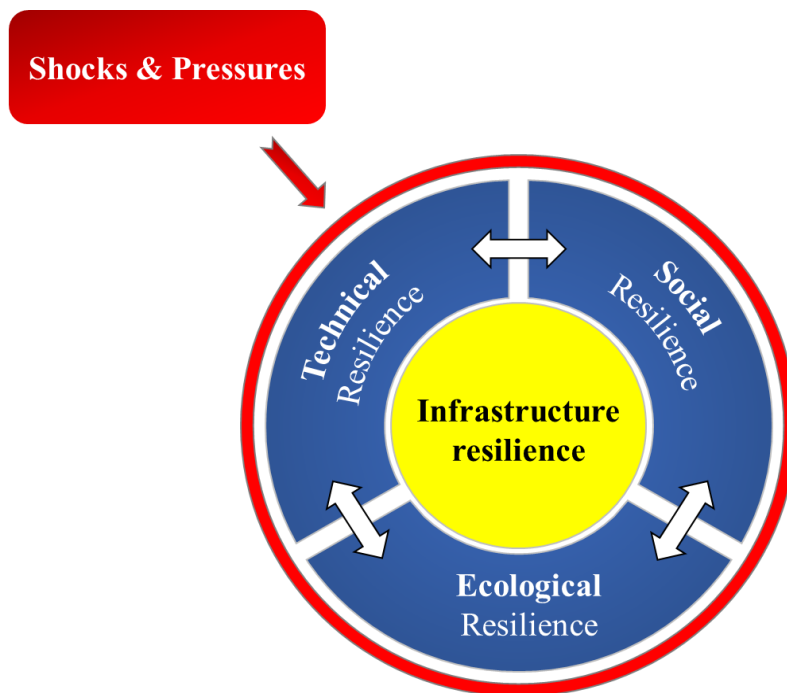 Shocks & Pressures
Technical
Resilience
Social
Resilience
Infrastructure
resilience
Ecological
Resilience